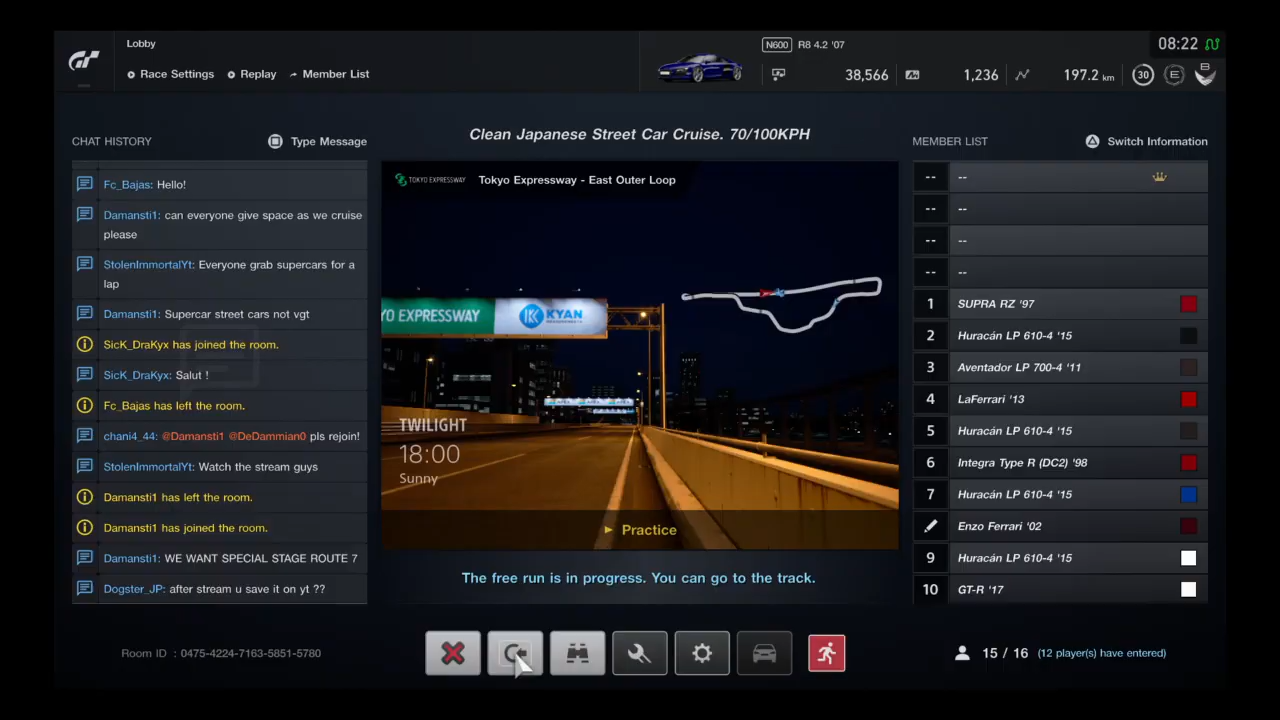 Lobby
Race Settings Replay Member List
N600 R8 4.2 '07
38,566 1,236 197.2 km 30 E B
08:22
CHAT HISTORY Type Message
Fc_Bajas: Hello!
Damansti1: can everyone give space as we cruise
please
StolenImmortalYt: Everyone grab supercars for a
lap
Damansti1: Supercar street cars not vgt
SicK_DraKyx has joined the room.
SicK_DraKyx: Salut !
Fc_Bajas has left the room.
chani4_44: @Damansti1 @DeDammian0 pls rejoin!
StolenImmortalYt: Watch the stream guys
Damansti1 has left the room.
Damansti1 has joined the room.
Damansti1: WE WANT SPECIAL STAGE ROUTE 7
Dogster_JP: after stream u save it on yt ??
Clean Japanese Street Car Cruise. 70/100KPH
TOKYO EXPRESSWAY Tokyo Expressway - East Outer Loop
YO EXPRESSWAY KYAN
TWILIGHT
18:00
Sunny
Practice
The free run is in progress. You can go to the track.
MEMBER LIST Switch Information
-- --
-- --
-- --
-- --
1 SUPRA RZ '97
2 Huracán LP 610-4 '15
3 Aventador LP 700-4 '11
4 LaFerrari '13
5 Huracán LP 610-4 '15
6 Integra Type R (DC2) '98
7 Huracán LP 610-4 '15
Enzo Ferrari '02
9 Huracán LP 610-4 '15
10 GT-R '17
Room ID : 0475-4224-7163-5851-5780
15 / 16 (12 player(s) have entered)